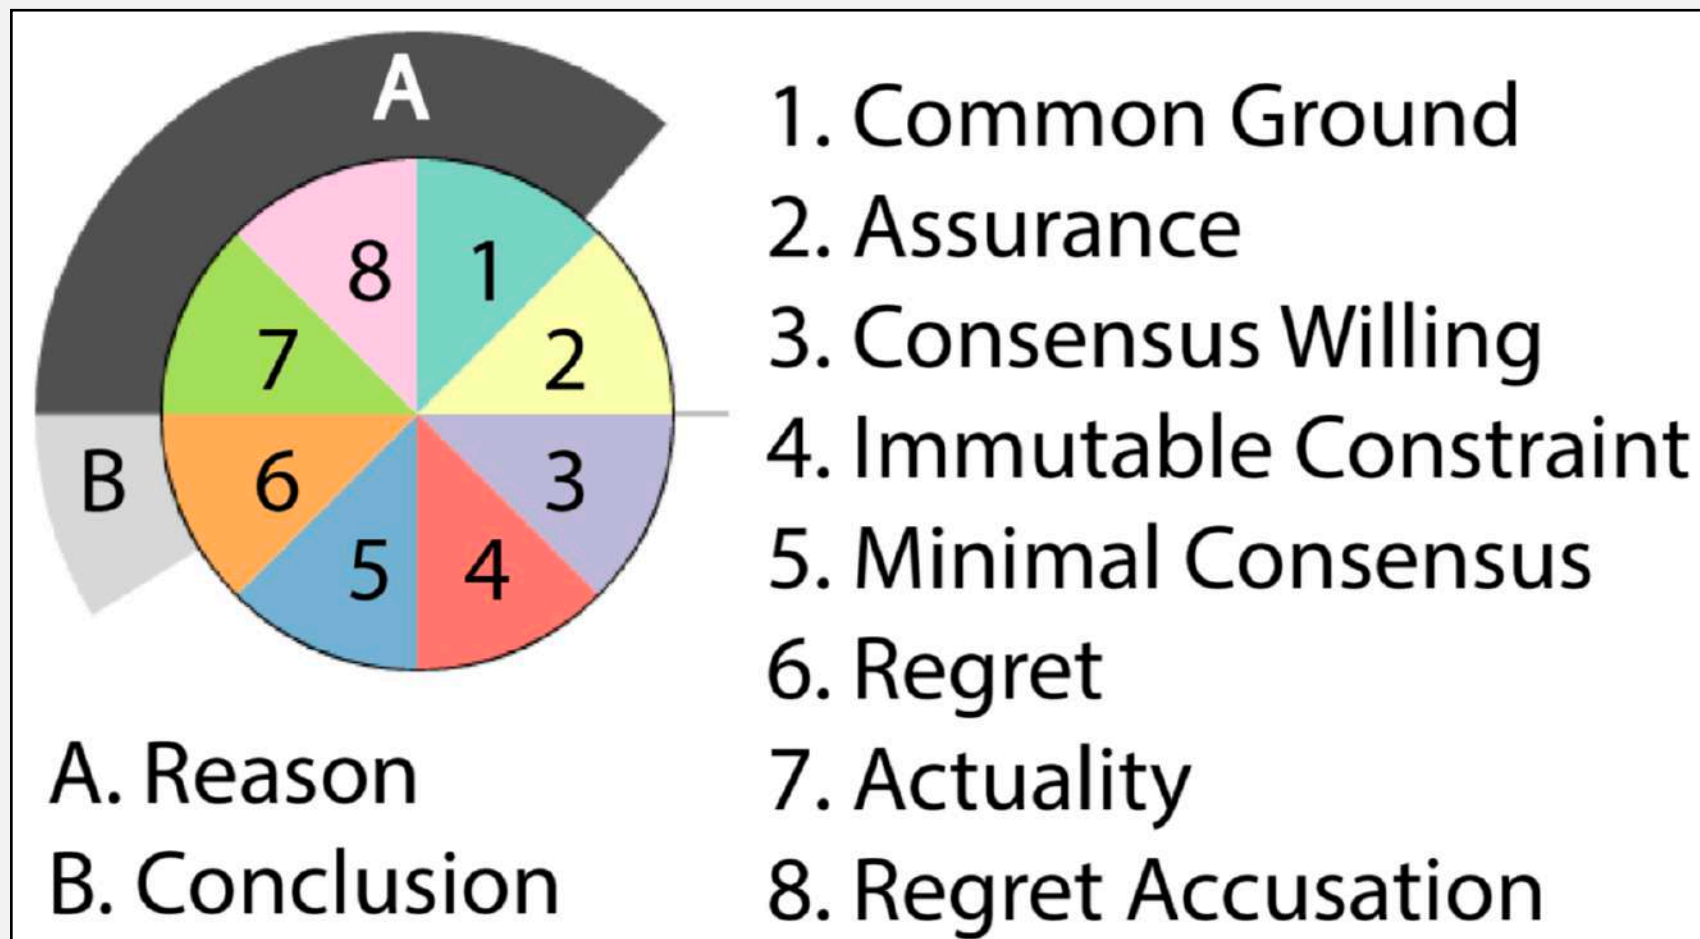 A
B
8
1
7
2
6
3
5
4
A. Reason
B. Conclusion
1. Common Ground
2. Assurance
3. Consensus Willing
4. Immutable Constraint
5. Minimal Consensus
6. Regret
7. Actuality
8. Regret Accusation